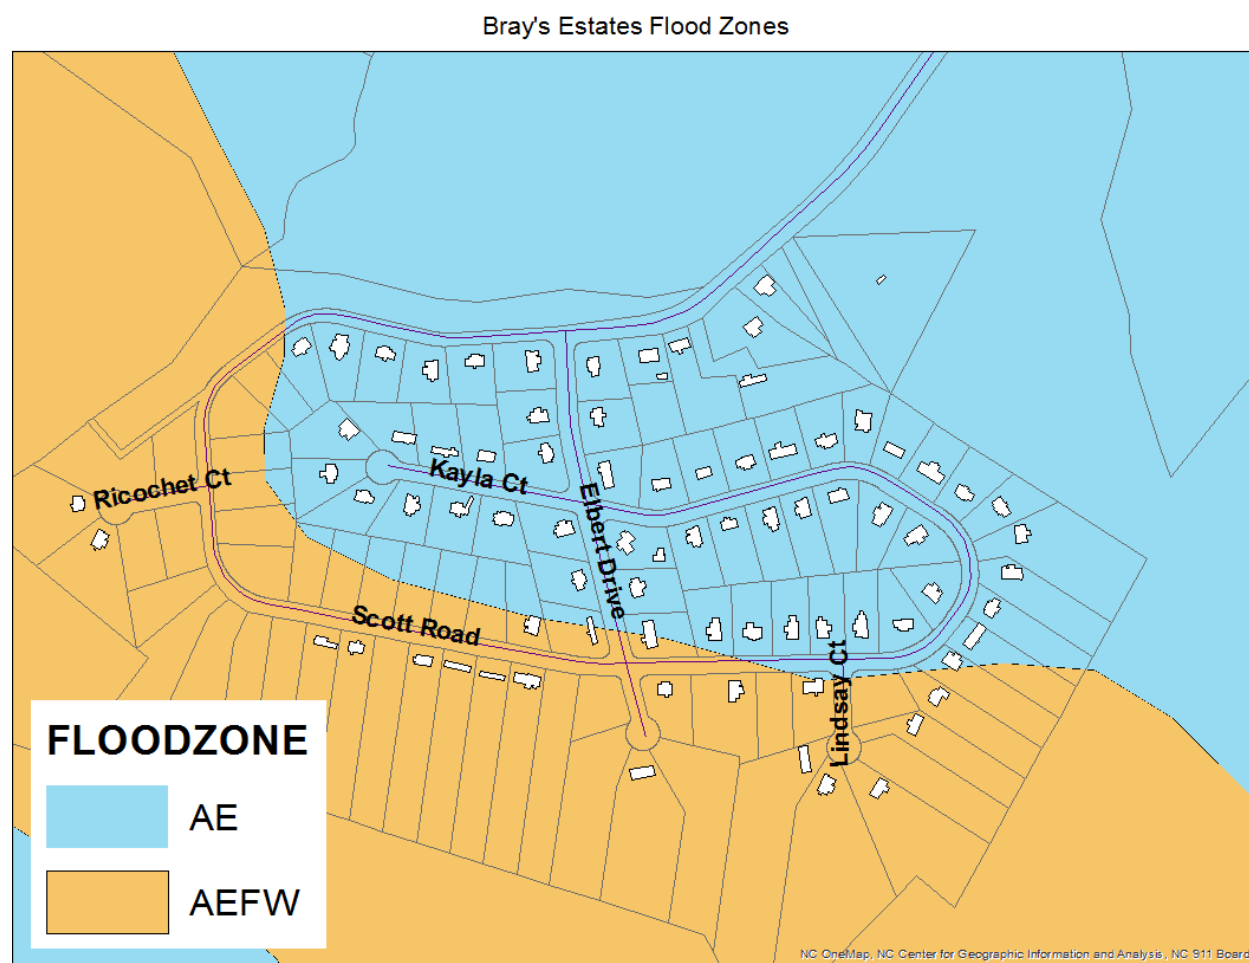 Bray's Estates Flood Zones
Kayla Ct
Ricochet Ct
Elbert Drive
Scott Road
Lindsay Ct
FLOODZONE
AE
AEFW
NC OneMap, NC Center for Geographic Information and Analysis, NC 911 Board